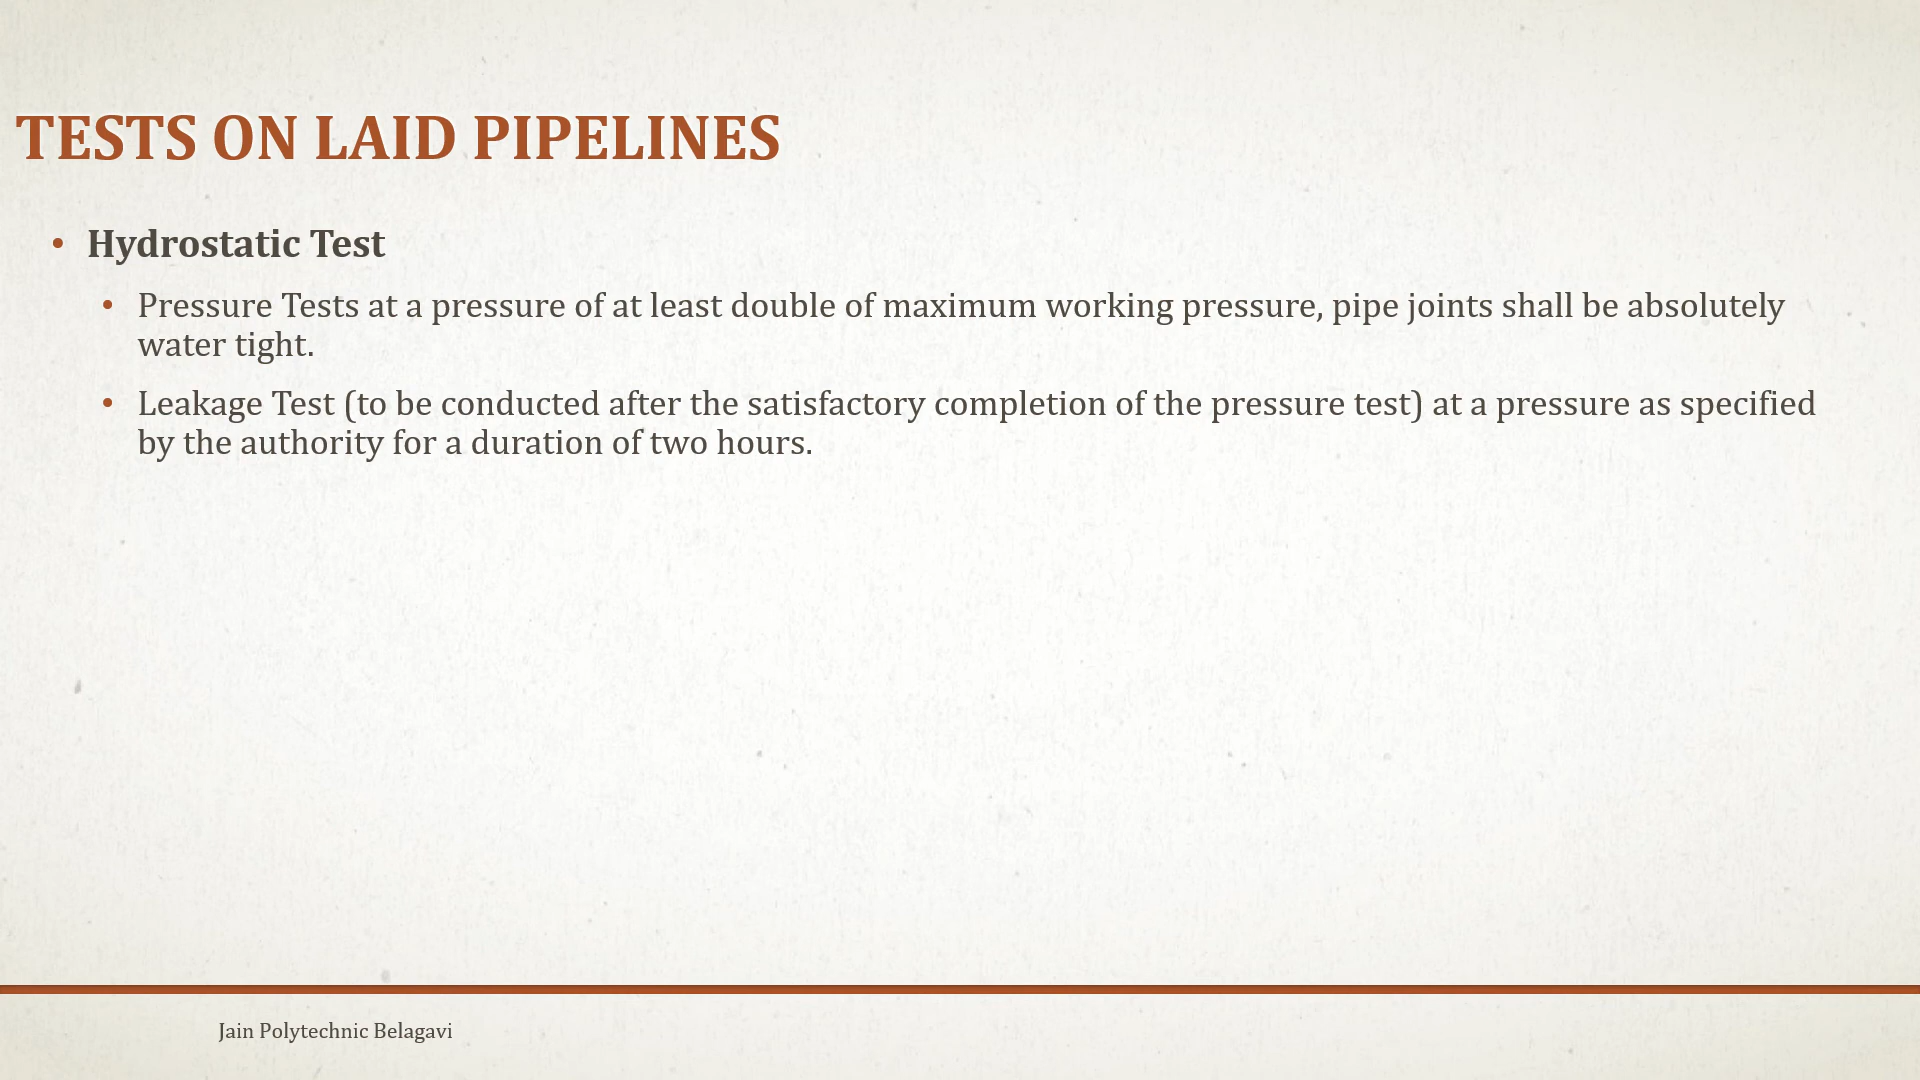 TESTS ON LAID PIPELINES
• Hydrostatic Test
• Pressure Tests at a pressure of at least double of maximum working pressure, pipe joints shall be absolutely
water tight.
• Leakage Test (to be conducted after the satisfactory completion of the pressure test) at a pressure as specified
by the authority for a duration of two hours.
Jain Polytechnic Belagavi